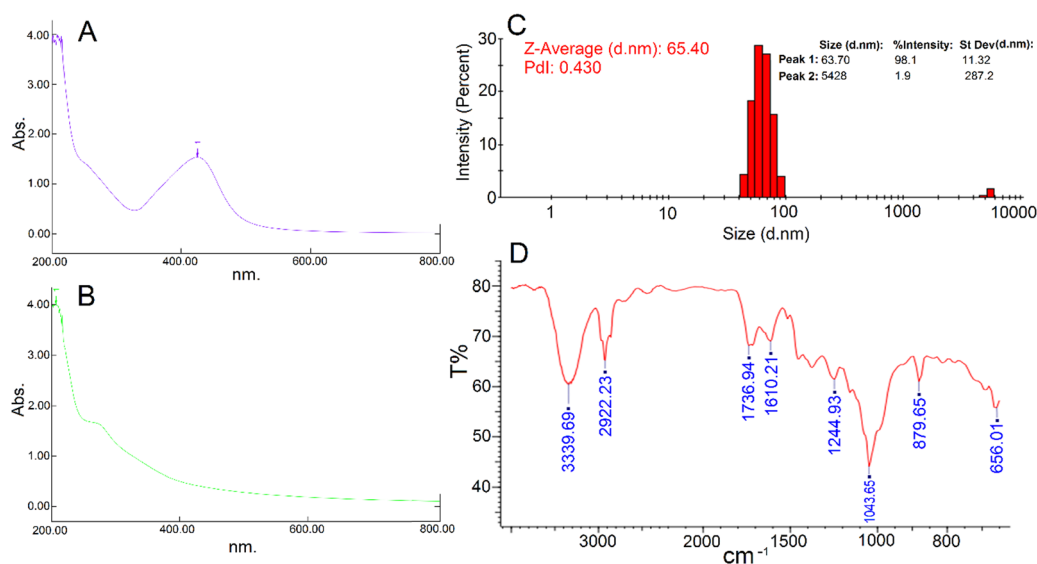 A
4.00
3.00
2.00
1.00
0.00
Abs.
1
200.00 400.00 600.00 800.00
nm.
B
4.00
3.00
2.00
1.00
0.00
Abs.
200.00 400.00 600.00 800.00
nm.
C
Z-Average (d.nm): 65.40
PdI: 0.430
Size (d.nm): %Intensity: St Dev(d.nm):
Peak 1: 63.70 98.1 11.32
Peak 2: 5428 1.9 287.2
30
20
10
0
Intensity (Percent)
1 10 100 1000 10000
Size (d.nm)
D
80
70
60
50
40
T%
3339.69
2922.23
1736.94
1610.21
1244.93
1043.65
879.65
656.01
3000 2000 1500 1000 800
cm⁻¹